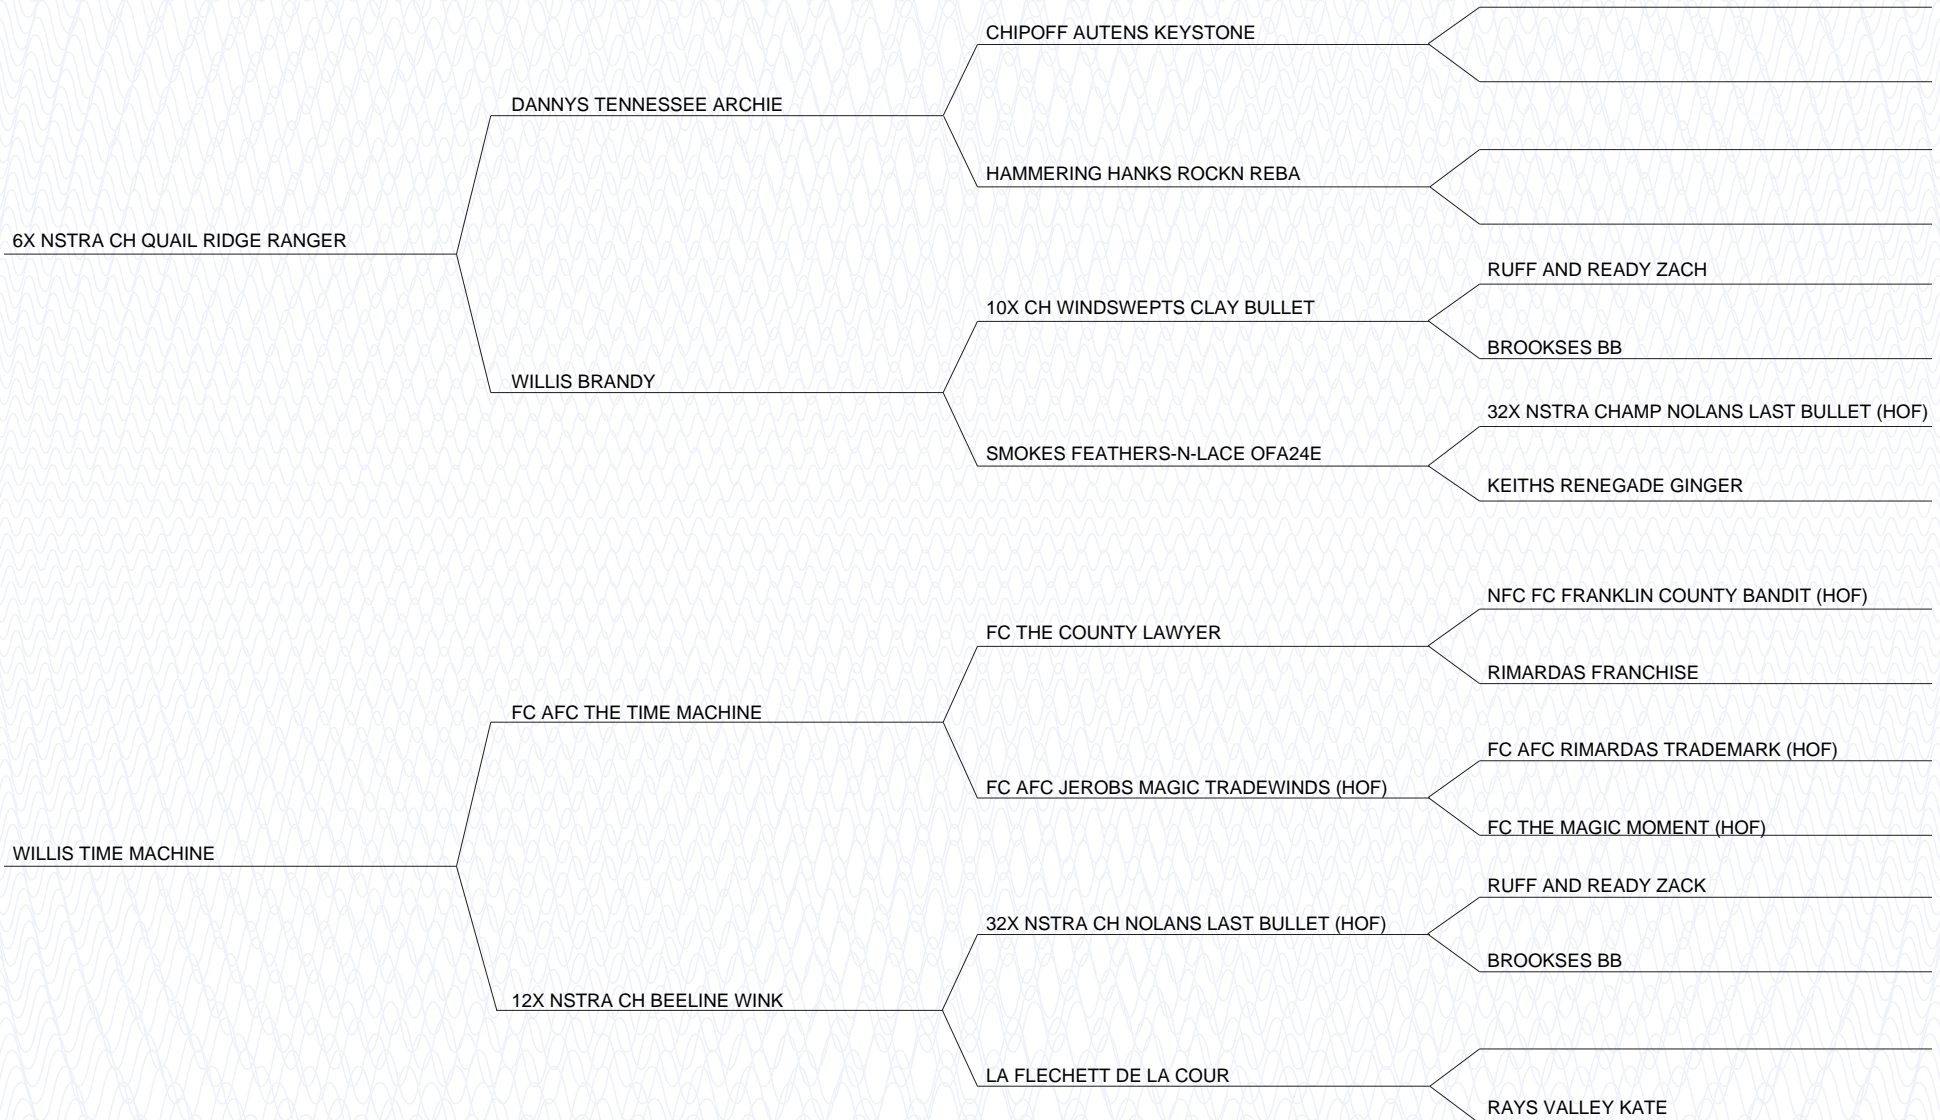 CHIPOFF AUTENS KEYSTONE
DANNYS TENNESSEE ARCHIE
HAMMERING HANKS ROCKN REBA
6X NSTRA CH QUAIL RIDGE RANGER
RUFF AND READY ZACH
10X CH WINDSWEPTS CLAY BULLET
BROOKSES BB
WILLIS BRANDY
32X NSTRA CHAMP NOLANS LAST BULLET (HOF)
SMOKES FEATHERS-N-LACE OFA24E
KEITHS RENEGADE GINGER
NFC FC FRANKLIN COUNTY BANDIT (HOF)
FC THE COUNTY LAWYER
RIMARDAS FRANCHISE
FC AFC THE TIME MACHINE
FC AFC RIMARDAS TRADEMARK (HOF)
FC AFC JEROBS MAGIC TRADEWINDS (HOF)
FC THE MAGIC MOMENT (HOF)
WILLIS TIME MACHINE
RUFF AND READY ZACK
32X NSTRA CH NOLANS LAST BULLET (HOF)
BROOKSES BB
12X NSTRA CH BEELINE WINK
LA FLECHETT DE LA COUR
RAYS VALLEY KATE